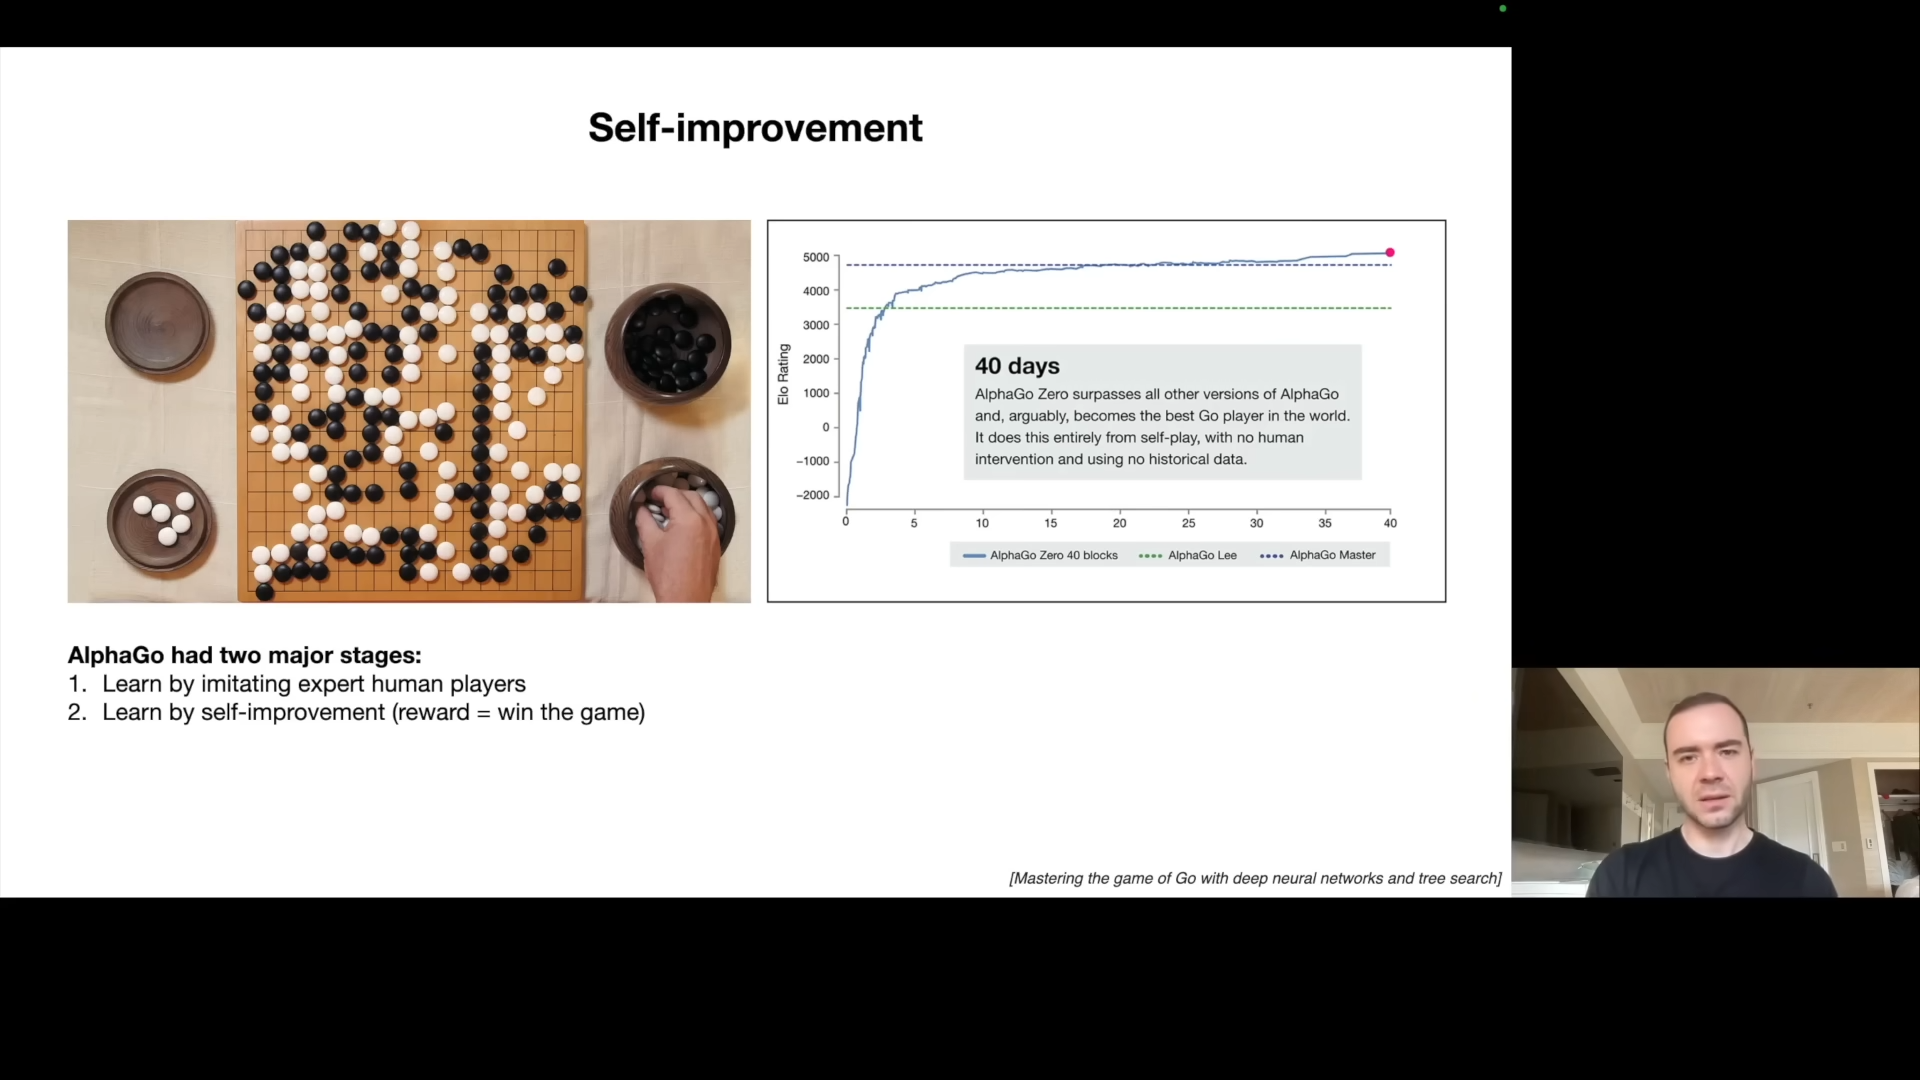 Self-improvement
5000
4000
3000
2000
1000
0
−1000
−2000
Elo Rating
40 days
AlphaGo Zero surpasses all other versions of AlphaGo
and, arguably, becomes the best Go player in the world.
It does this entirely from self-play, with no human
intervention and using no historical data.
0 5 10 15 20 25 30 35 40
AlphaGo Zero 40 blocks AlphaGo Lee AlphaGo Master
AlphaGo had two major stages:
1. Learn by imitating expert human players
2. Learn by self-improvement (reward = win the game)
[Mastering the game of Go with deep neural networks and tree search]